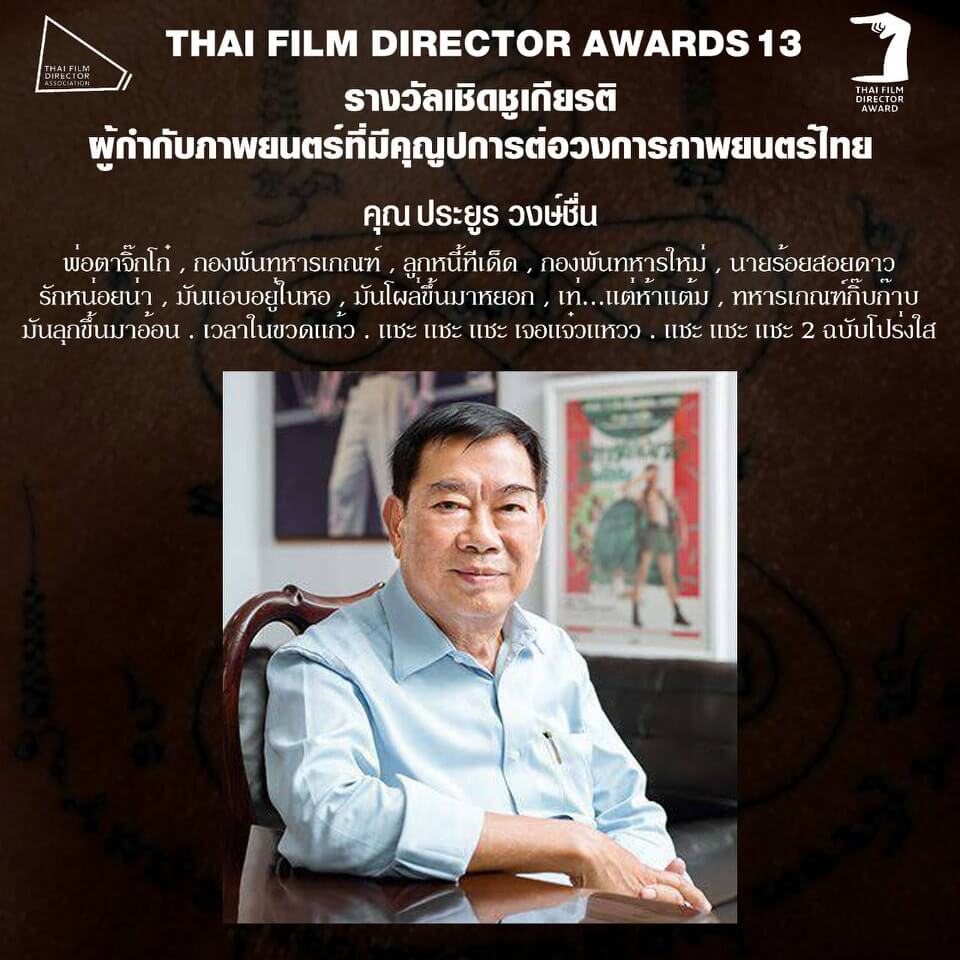 THAI FILM
DIRECTOR
ASSOCIATION
THAI FILM DIRECTOR AWARDS 13
THAI FILM
DIRECTOR
AWARD
รางวัลเชิดชูเกียรติ
ผู้กำกับภาพยนตร์ที่มีคุณูปการต่อวงการภาพยนตร์ไทย
คุณ ประยูร วงษ์ชื่น
พ่อตาจิ๊กโก๋ , กองพันทหารเกณฑ์ , ลูกหนี้ทีเด็ด , กองพันทหารใหม่ , นายร้อยสอยดาว
รักหน่อยน่า , มันแอบอยู่ในหอ , มันโผล่ขึ้นมาหยอก , เท่...แต่ห้าแต้ม , ทหารเกณฑ์กิ๊บก๊าบ
มันลุกขึ้นมาอ้อน . เวลาในขวดแก้ว . แชะ แชะ แชะ เจอแจ๋วแหวว . แชะ แชะ แชะ 2 ฉบับโปร่งใส